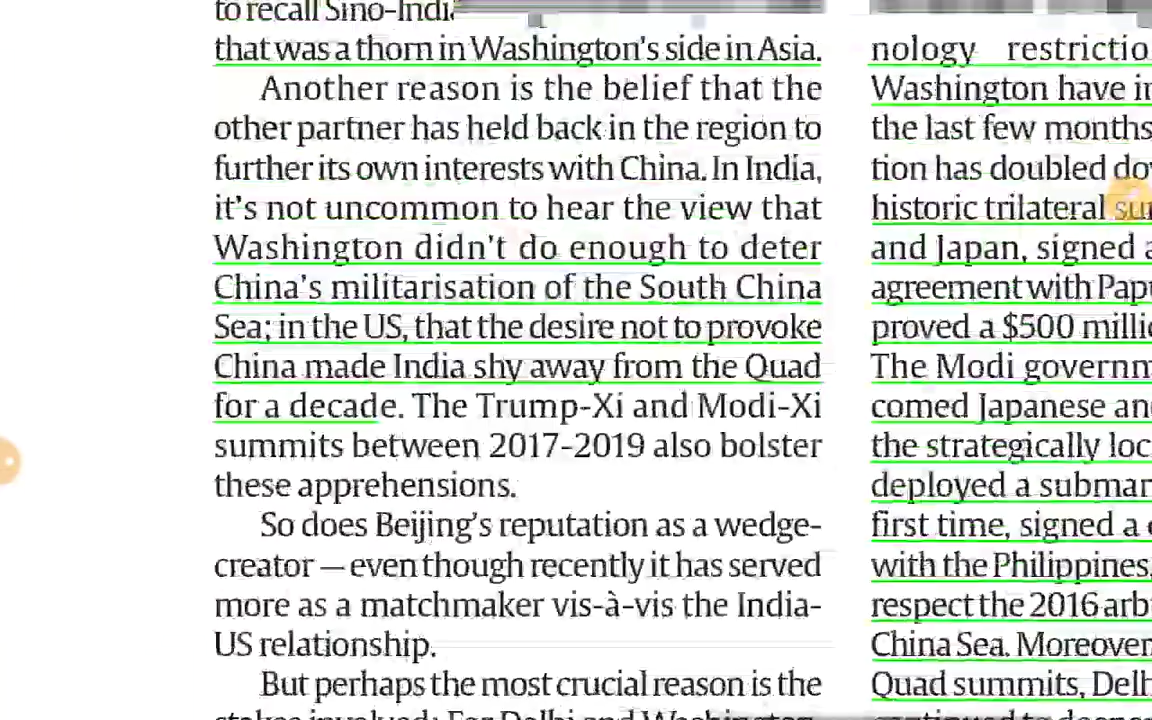 to recall Sino-Indi
that was a thorn in Washington's side in Asia.
Another reason is the belief that the
other partner has held back in the region to
further its own interests with China. In India,
it's not uncommon to hear the view that
Washington didn't do enough to deter
China's militarisation of the South China
Sea; in the US, that the desire not to provoke
China made India shy away from the Quad
for a decade. The Trump-Xi and Modi-Xi
summits between 2017-2019 also bolster
these apprehensions.
So does Beijing's reputation as a wedge-
creator — even though recently it has served
more as a matchmaker vis-à-vis the India-
US relationship.
But perhaps the most crucial reason is the
nology restrictio
Washington have i
the last few months
tion has doubled do
historic trilateral su
and Japan, signed a
agreement with Pap
proved a $500 milli
The Modi governm
comed Japanese an
the strategically loc
deployed a submar
first time, signed a
with the Philippines,
respect the 2016 arb
China Sea. Moreover
Quad summits, Delh